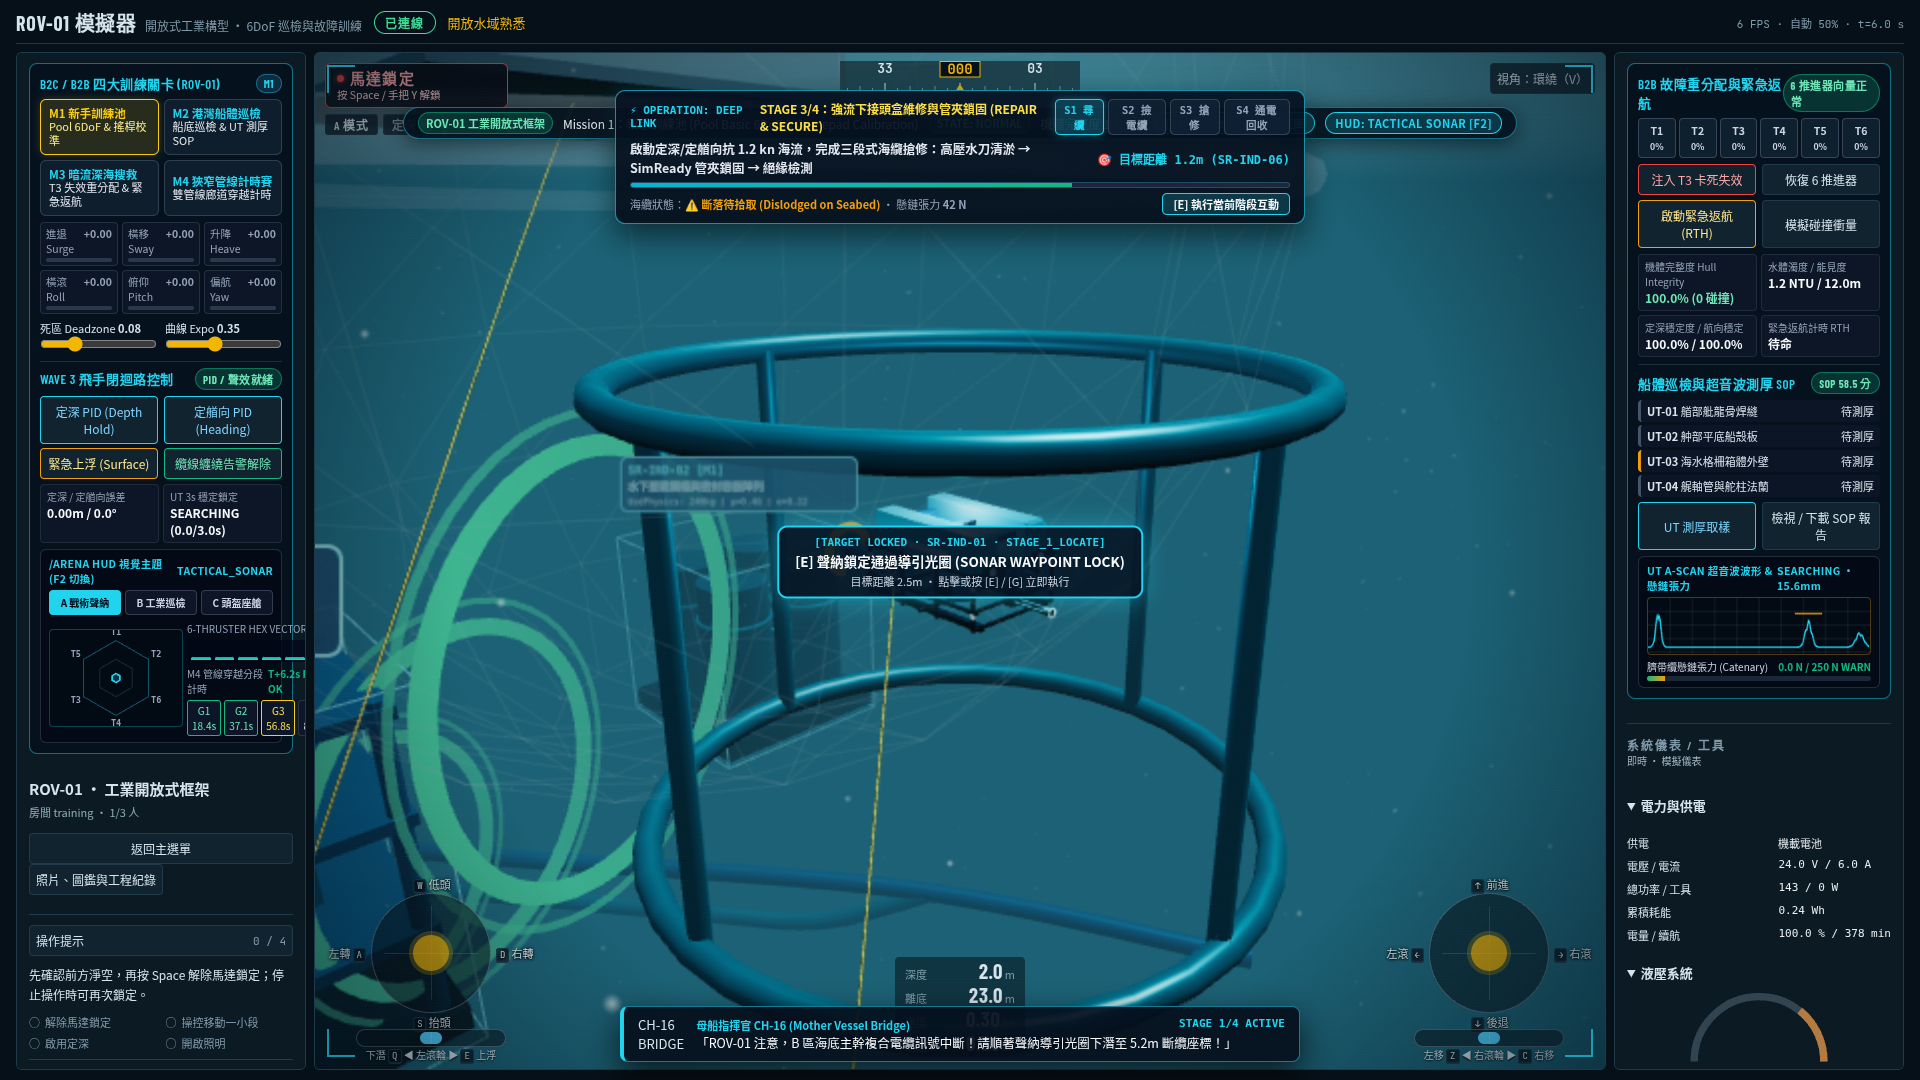 ROV-01 模擬器
開放式工業構型 · 6DoF 巡檢與故障訓練
已連線
開放水域熟悉
6 FPS · 自動 50% · t=6.0 s
B2C / B2B 四大訓練關卡 (ROV-01)
M1
M1 新手訓練池
Pool 6DoF & 搖桿校
準
M2 港灣船體巡檢
船底巡檢 & UT 測厚
SOP
M3 暗流深海搜救
T3 失效重分配 & 緊
急返航
M4 狹窄管線計時賽
雙管線廊道穿越計時
進退 +0.00
Surge
橫移 +0.00
Sway
升降 +0.00
Heave
橫滾 +0.00
Roll
俯仰 +0.00
Pitch
偏航 +0.00
Yaw
死區 Deadzone 0.08
曲線 Expo 0.35
WAVE 3 飛手閉迴路控制
PID / 聲效就緒
定深 PID (Depth
Hold)
定艏向 PID
(Heading)
緊急上浮 (Surface)
纜線纏繞告警解除
定深 / 定艏向誤差
0.00m / 0.0°
UT 3s 穩定鎖定
SEARCHING
(0.0/3.0s)
/ARENA HUD 視覺主題
(F2 切換)
TACTICAL_SONAR
A 戰術聲納
B 工業巡檢
C 頭盔座艙
T1
T2
T6
T4
T3
T5
6-THRUSTER HEX VECTOR
M4 管線穿越分段
計時
T+6.2s
OK
G1
18.4s
G2
37.1s
G3
56.8s
ROV-01 · 工業開放式框架
房間 training · 1/3 人
返回主選單
照片、圖鑑與工程紀錄
操作提示
0 / 4
先確認前方淨空，再按 Space 解除馬達鎖定；停
止操作時可再次鎖定。
解除馬達鎖定
操控移動一小段
啟用定深
開啟照明
馬達鎖定
按 Space / 手把 Y 解鎖
A 模式
定
33
000
03
視角：環繞（V）
ROV-01 工業開放式框架
Mission 1
HUD: TACTICAL SONAR [F2]
⚡ OPERATION: DEEP
LINK
STAGE 3/4：強流下接頭盒維修與管夾鎖固 (REPAIR
& SECURE)
S1 尋
纜
S2 撿
電纜
S3 搶
修
S4 通電
回收
啟動定深/定艏向抗 1.2 kn 海流，完成三段式海纜搶修：高壓水刀清淤 →
SimReady 管夾鎖固 → 絕緣檢測
🎯 目標距離 1.2m (SR-IND-06)
海纜狀態：⚠️ 斷落待拾取 (Dislodged on Seabed) · 懸鏈張力 42 N
[E] 執行當前階段互動
SR-IND-02 [M1]
[TARGET LOCKED · SR-IND-01 · STAGE_1_LOCATE]
[E] 聲納鎖定通過導引光圈 (SONAR WAYPOINT LOCK)
目標距離 2.5m · 點擊或按 [E] / [G] 立即執行
W 低頭
左轉 A
D 右轉
S 抬頭
下潛 Q ◀ 左滾輪 ▶ E 上浮
↑ 前進
左滾 ←
→ 右滾
↓ 後退
左移 Z ◀ 右滾輪 ▶ C 右移
深度 2.0 m
離底 23.0 m
0.30
CH-16
BRIDGE
母船指揮官 CH-16 (Mother Vessel Bridge)
STAGE 1/4 ACTIVE
「ROV-01 注意，B 區海底主幹複合電纜訊號中斷！請順著聲納導引光圈下潛至 5.2m 斷纜座標！」
B2B 故障重分配與緊急返
航
6 推進器向量正
常
T1
0%
T2
0%
T3
0%
T4
0%
T5
0%
T6
0%
注入 T3 卡死失效
恢復 6 推進器
啟動緊急返航
(RTH)
模擬碰撞衝量
機體完整度 Hull
Integrity
100.0% (0 碰撞)
水體濁度 / 能見度
1.2 NTU / 12.0m
定深穩定度 / 航向穩定
100.0% / 100.0%
緊急返航計時 RTH
待命
船體巡檢與超音波測厚 SOP
SOP 58.5 分
UT-01 艏部舭龍骨焊縫 待測厚
UT-02 舯部平底船殼板 待測厚
UT-03 海水格柵箱體外壁 待測厚
UT-04 艉軸管與舵柱法蘭 待測厚
UT 測厚取樣
檢視 / 下載 SOP 報
告
UT A-SCAN 超音波波形 &
懸鏈張力
SEARCHING ·
15.6mm
臍帶纜懸鏈張力 (Catenary)
0.0 N / 250 N WARN
系統儀表 / 工具
即時 · 模擬儀表
▼ 電力與供電
供電 機載電池
電壓 / 電流 24.0 V / 6.0 A
總功率 / 工具 143 / 0 W
累積耗能 0.24 Wh
電量 / 續航 100.0 % / 378 min
▼ 液壓系統